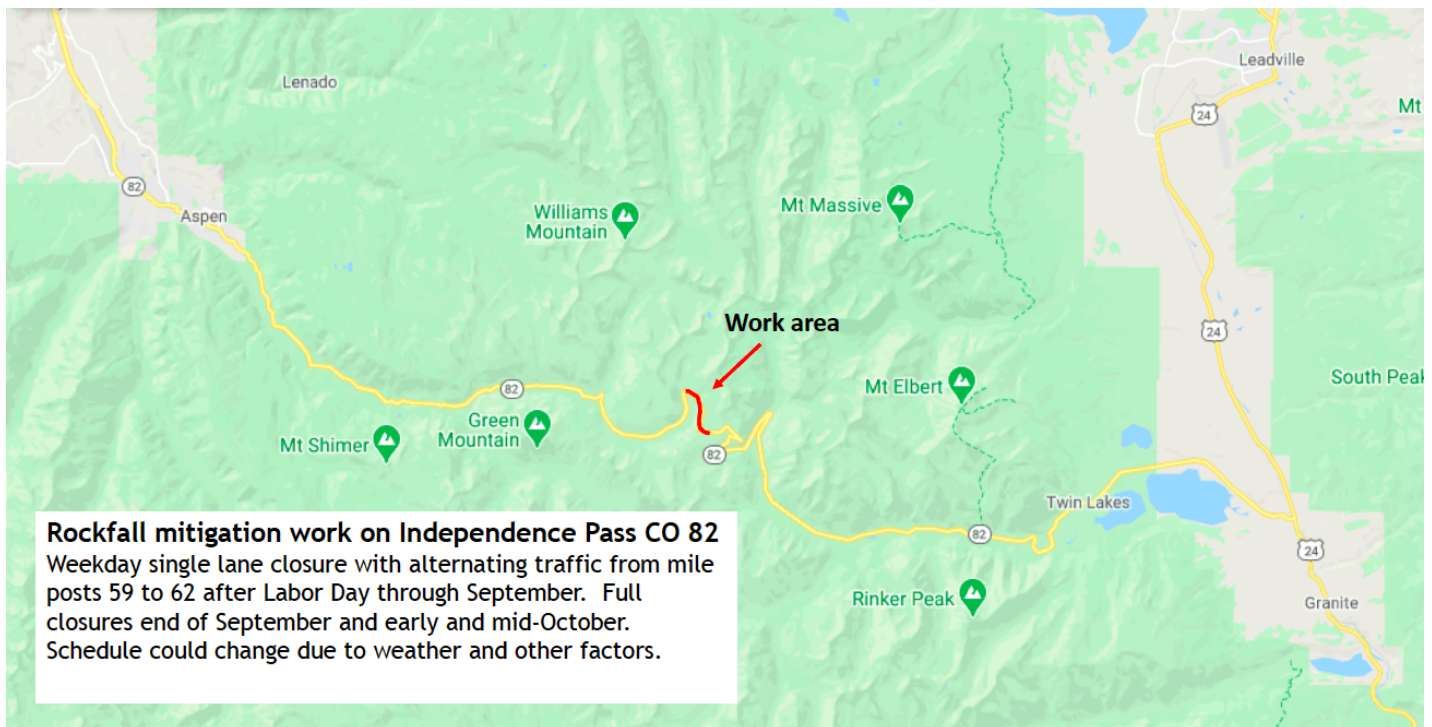 Lenado
Leadville
24
Mt
82
Aspen
Williams
Mountain
Mt Massive
Work area
24
South Peak
82
Mt Elbert
Green
Mountain
Mt Shimer
82
Twin Lakes
82
24
Rinker Peak
Granite
Rockfall mitigation work on Independence Pass CO 82
Weekday single lane closure with alternating traffic from mile
posts 59 to 62 after Labor Day through September.  Full
closures end of September and early and mid-October.
Schedule could change due to weather and other factors.